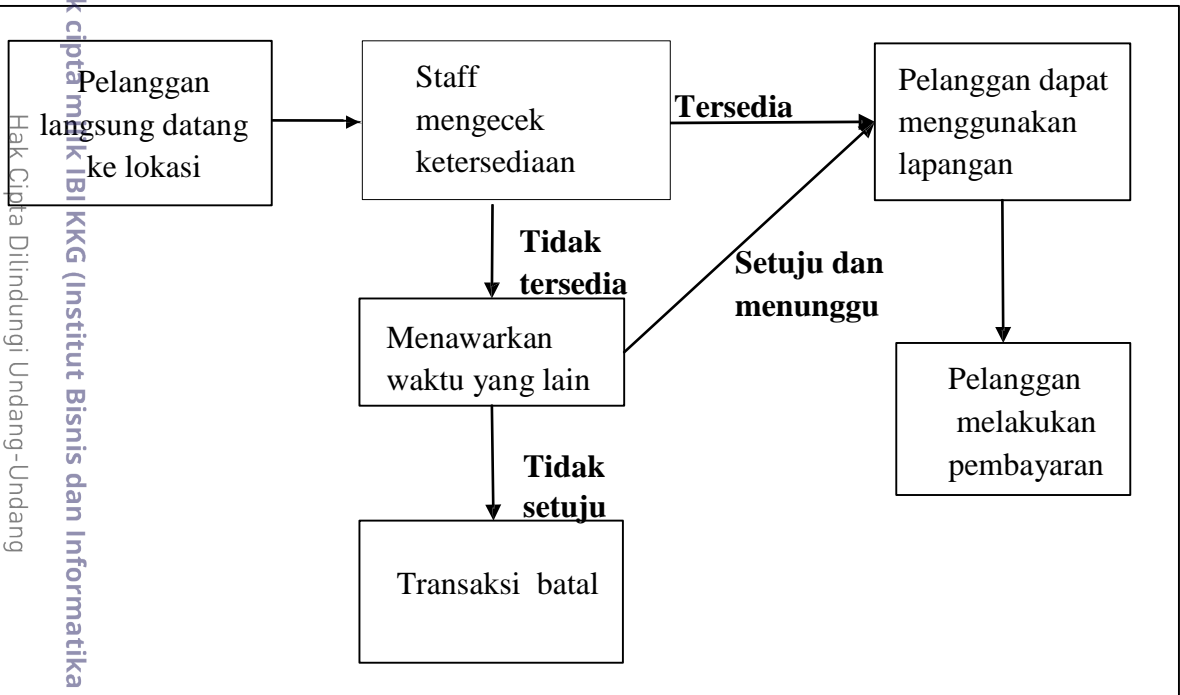 Pelanggan
langsung datang
ke lokasi
Staff
mengecek
ketersediaan
Tersedia
Pelanggan dapat
menggunakan
lapangan
Tidak
tersedia
Setuju dan
menunggu
Menawarkan
waktu yang lain
Pelanggan
melakukan
pembayaran
Tidak
setuju
Transaksi batal
k cipta milik IBI KKG (Institut Bisnis dan Informatika
Hak Cipta Dilindungi Undang-Undang